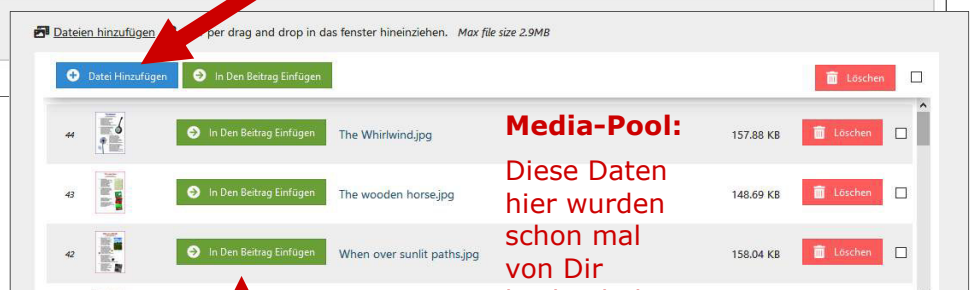 Dateien hinzufügen per drag and drop in das fenster hineinziehen. Max file size 2.9MB
Datei Hinzufügen In Den Beitrag Einfügen Löschen
44 In Den Beitrag Einfügen The Whirlwind.jpg 157.88 KB Löschen
43 In Den Beitrag Einfügen The wooden horse.jpg 148.69 KB Löschen
42 In Den Beitrag Einfügen When over sunlit paths.jpg 158.04 KB Löschen
Media-Pool:
Diese Daten
hier wurden
schon mal
von Dir